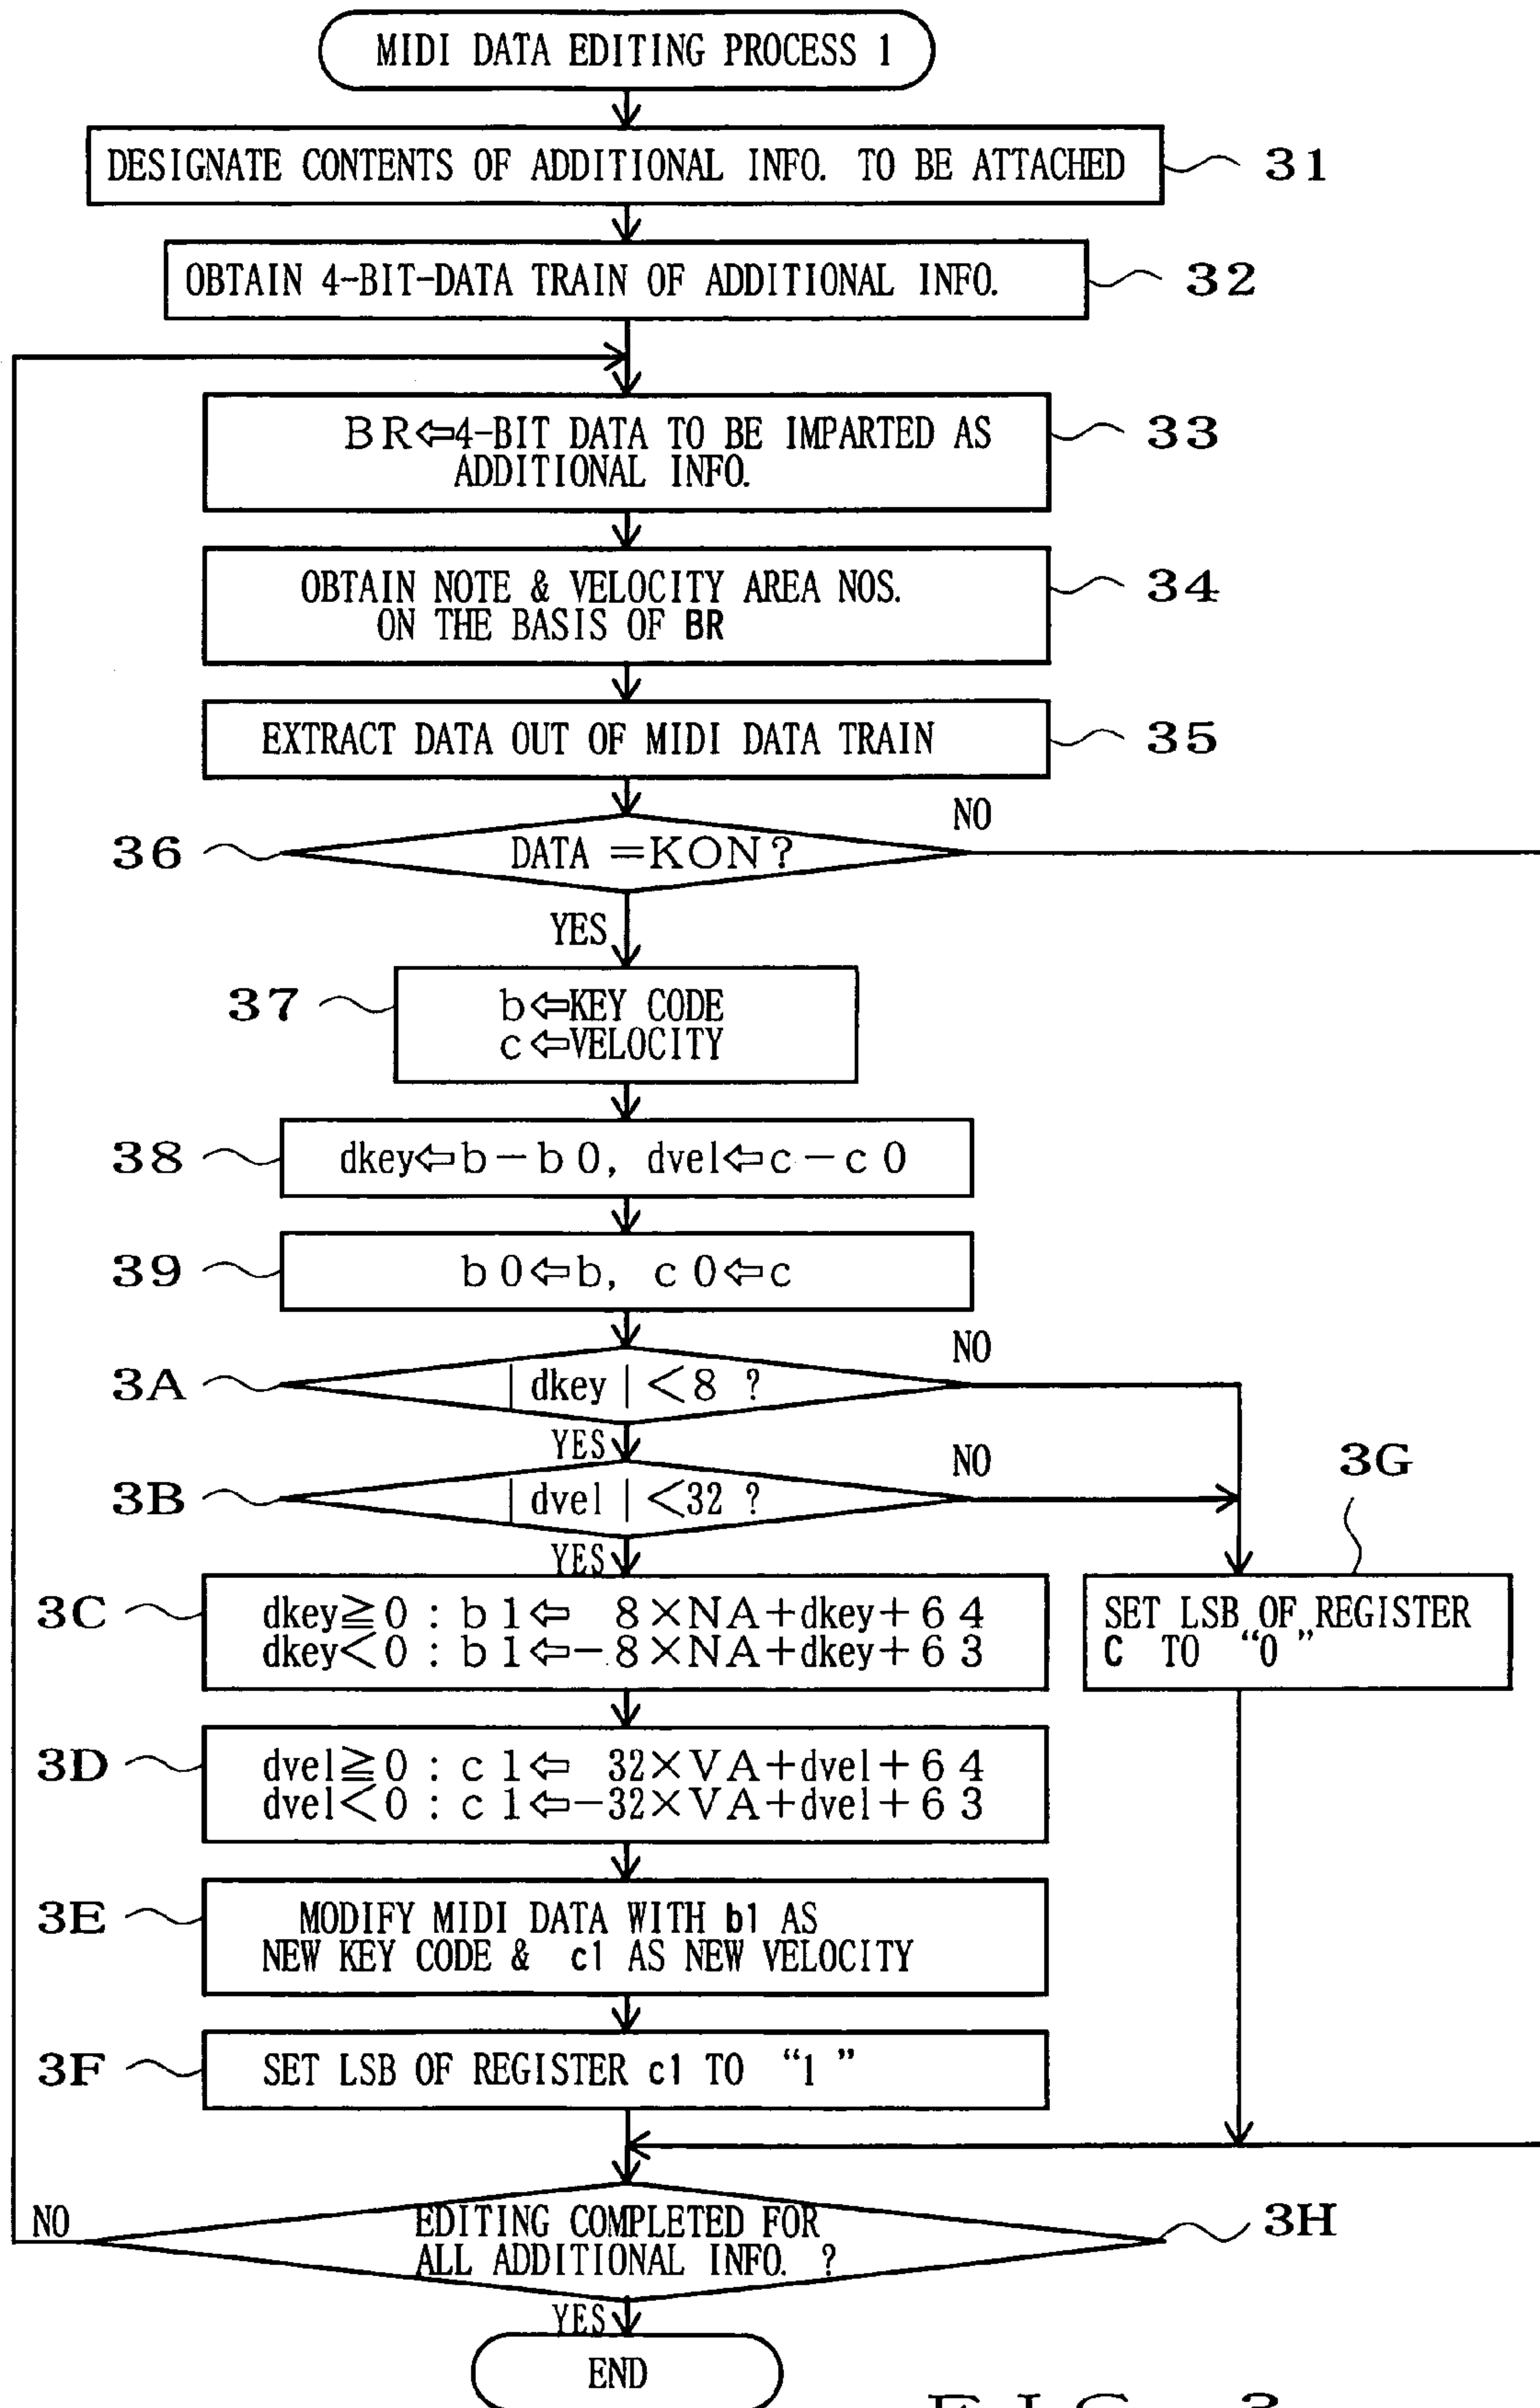 MIDI DATA EDITING PROCESS 1
DESIGNATE CONTENTS OF ADDITIONAL INFO. TO BE ATTACHED
31
OBTAIN 4-BIT-DATA TRAIN OF ADDITIONAL INFO.
32
BR⇦4-BIT DATA TO BE IMPARTED AS
ADDITIONAL INFO.
33
OBTAIN NOTE & VELOCITY AREA NOS.
ON THE BASIS OF BR
34
EXTRACT DATA OUT OF MIDI DATA TRAIN
35
NO
36
DATA =KON?
YES
37
b⇦KEY CODE
c⇦VELOCITY
38
dkey⇦b-b0, dvel⇦c-c0
39
b0⇦b, c0⇦c
NO
3A
|dkey|<8 ?
YES
NO
3G
3B
|dvel|<32 ?
YES
3C
dkey≧0 : b1⇦ 8×NA+dkey+64
dkey<0 : b1⇦-8×NA+dkey+63
SET LSB OF REGISTER
C TO "0"
3D
dvel≧0 : c1⇦ 32×VA+dvel+64
dvel<0 : c1⇦-32×VA+dvel+63
3E
MODIFY MIDI DATA WITH b1 AS
NEW KEY CODE & c1 AS NEW VELOCITY
3F
SET LSB OF REGISTER c1 TO "1"
NO
EDITING COMPLETED FOR
ALL ADDITIONAL INFO. ?
3H
YES
END
FIG. 3